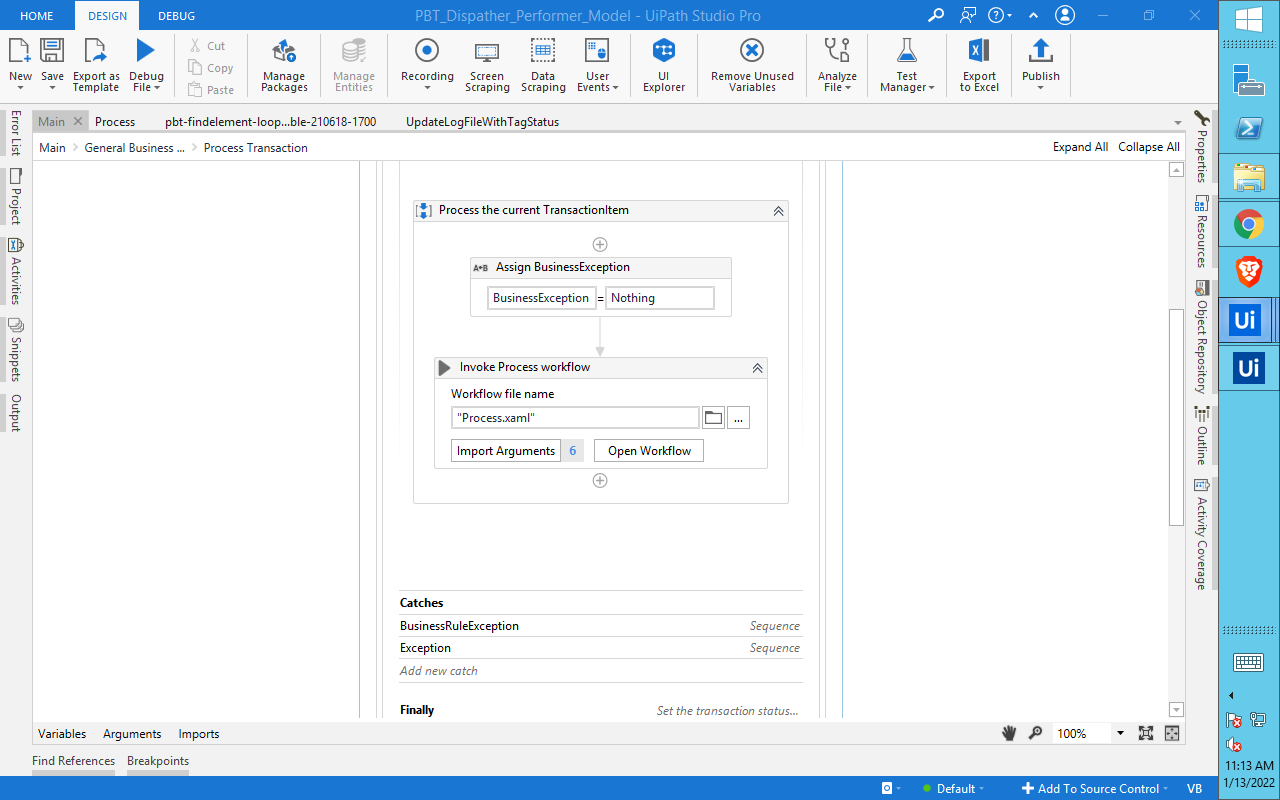 HOME DESIGN DEBUG PBT_Dispather_Performer_Model - UiPath Studio Pro
New Save Export as Template Debug File Cut Copy Paste Manage Packages Manage Entities Recording Screen Scraping Data Scraping User Events UI Explorer Remove Unused Variables Analyze File Test Manager Export to Excel Publish
Main Process pbt-findelement-loop...ble-210618-1700 UpdateLogFileWithTagStatus
Main General Business ... Process Transaction Expand All Collapse All
Error List
Project
Activities
Snippets
Output
Process the current TransactionItem
A+B Assign BusinessException
BusinessException = Nothing
Invoke Process workflow
Workflow file name
"Process.xaml" ...
Import Arguments 6 Open Workflow
Catches
BusinessRuleException Sequence
Exception Sequence
Add new catch
Finally Set the transaction status...
Properties
Resources
Object Repository
Outline
Activity Coverage
Ui
Ui
Variables Arguments Imports 100%
Find References Breakpoints
Default Add To Source Control VB
11:13 AM
1/13/2022